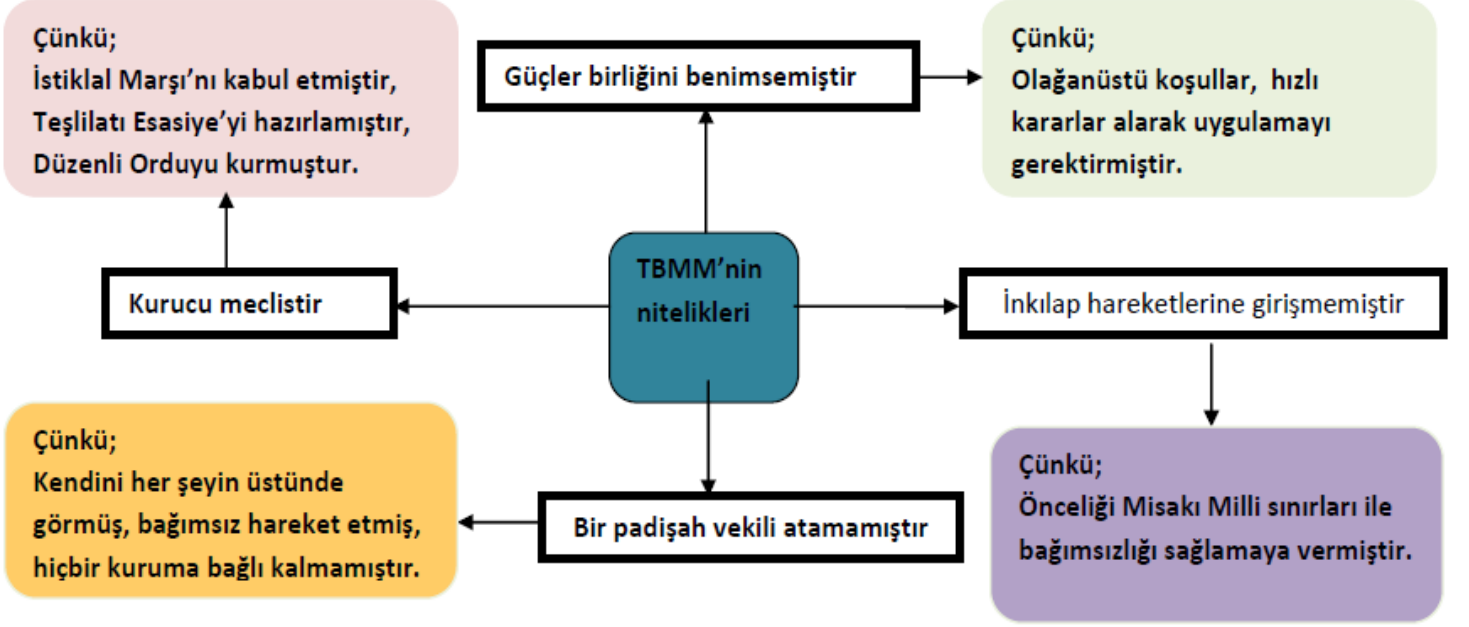 Çünkü;
İstiklal Marşı’nı kabul etmiştir,
Teşlilatı Esasiye’yi hazırlamıştır,
Düzenli Orduyu kurmuştur.
Güçler birliğini benimsemiştir
Çünkü;
Olağanüstü koşullar, hızlı
kararlar alarak uygulamayı
gerektirmiştir.
Kurucu meclistir
TBMM’nin
nitelikleri
İnkılap hareketlerine girişmemiştir
Çünkü;
Kendini her şeyin üstünde
görmüş, bağımsız hareket etmiş,
hiçbir kuruma bağlı kalmamıştır.
Bir padişah vekili atamamıştır
Çünkü;
Önceliği Misakı Milli sınırları ile
bağımsızlığı sağlamaya vermiştir.